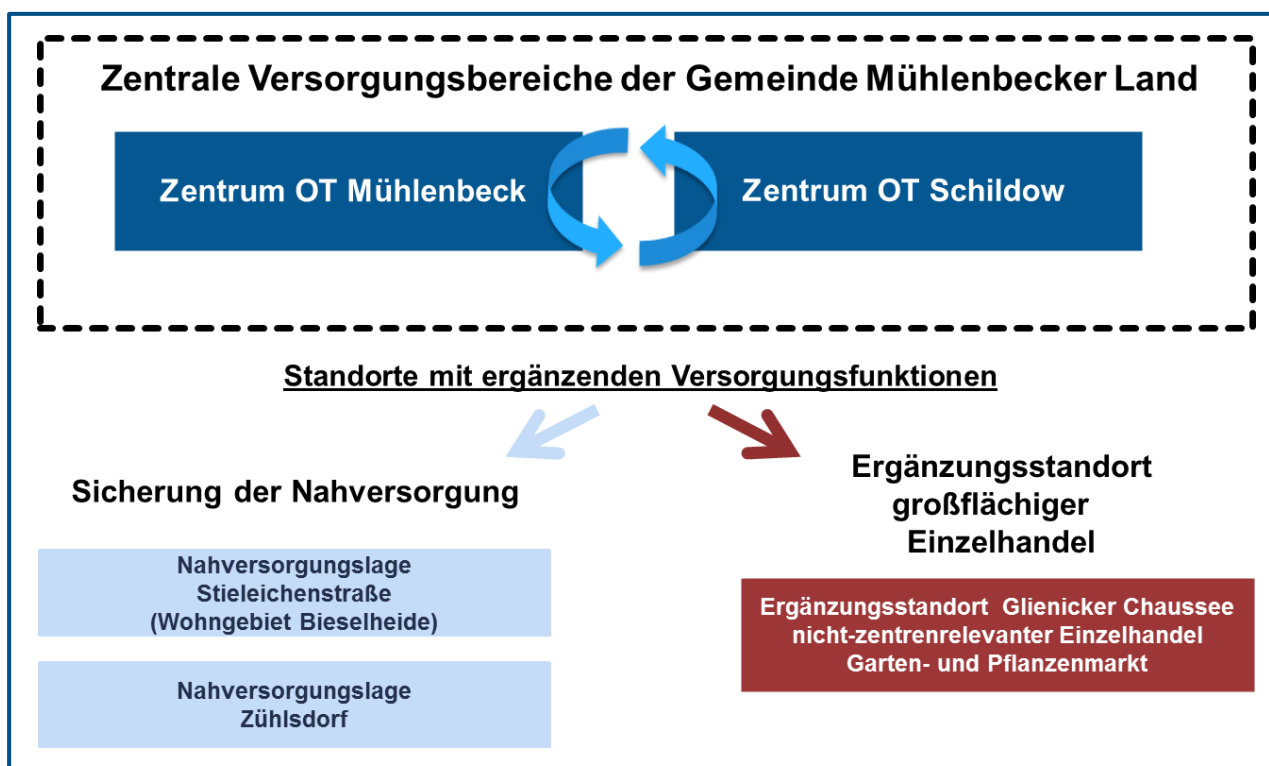 Zentrale Versorgungsbereiche der Gemeinde Mühlenbecker Land
Zentrum OT Mühlenbeck
Zentrum OT Schildow
Standorte mit ergänzenden Versorgungsfunktionen
Sicherung der Nahversorgung
Nahversorgungslage
Stieleichenstraße
(Wohngebiet Bieselheide)
Nahversorgungslage
Zühlsdorf
Ergänzungsstandort
großflächiger
Einzelhandel
Ergänzungsstandort Glienicker Chaussee
nicht-zentrenrelevanter Einzelhandel
Garten- und Pflanzenmarkt